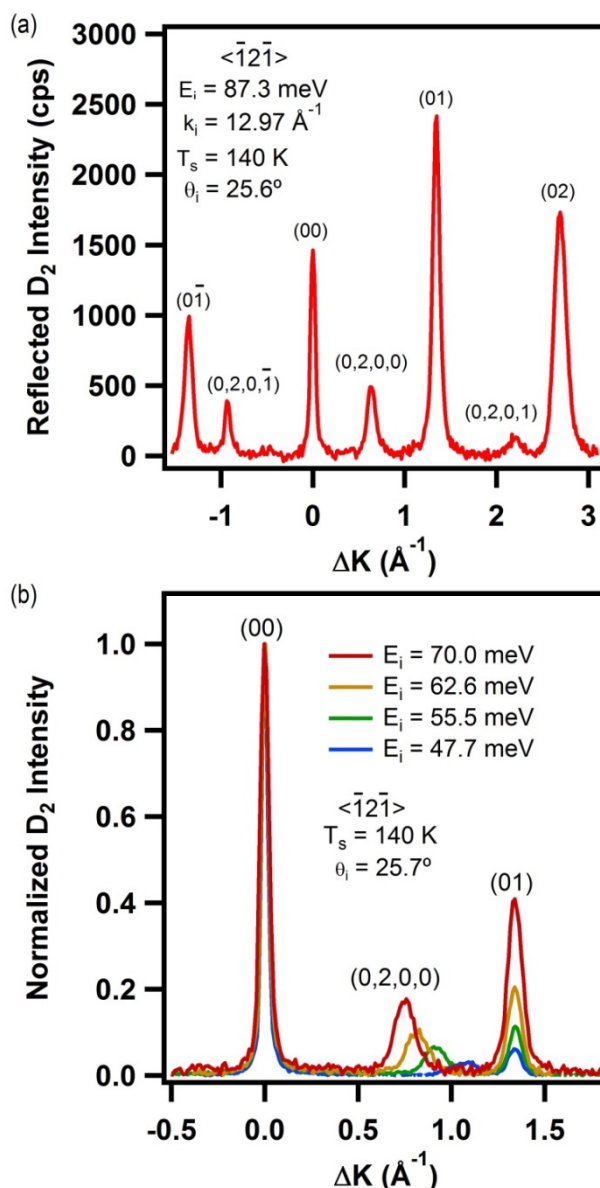 (a)
3000
2500
2000
1500
1000
500
0
Reflected D₂ Intensity (cps)
<1̄21̄>
Eᵢ = 87.3 meV
kᵢ = 12.97 Å⁻¹
Tₛ = 140 K
θᵢ = 25.6º
(01̄)
(0,2,0,1̄)
(00)
(0,2,0,0)
(01)
(0,2,0,1)
(02)
-1 0 1 2 3
ΔK (Å⁻¹)
(b)
1.0
0.8
0.6
0.4
0.2
0.0
Normalized D₂ Intensity
(00)
Eᵢ = 70.0 meV
Eᵢ = 62.6 meV
Eᵢ = 55.5 meV
Eᵢ = 47.7 meV
<1̄21̄>
Tₛ = 140 K
θᵢ = 25.7º
(0,2,0,0)
(01)
-0.5 0.0 0.5 1.0 1.5
ΔK (Å⁻¹)